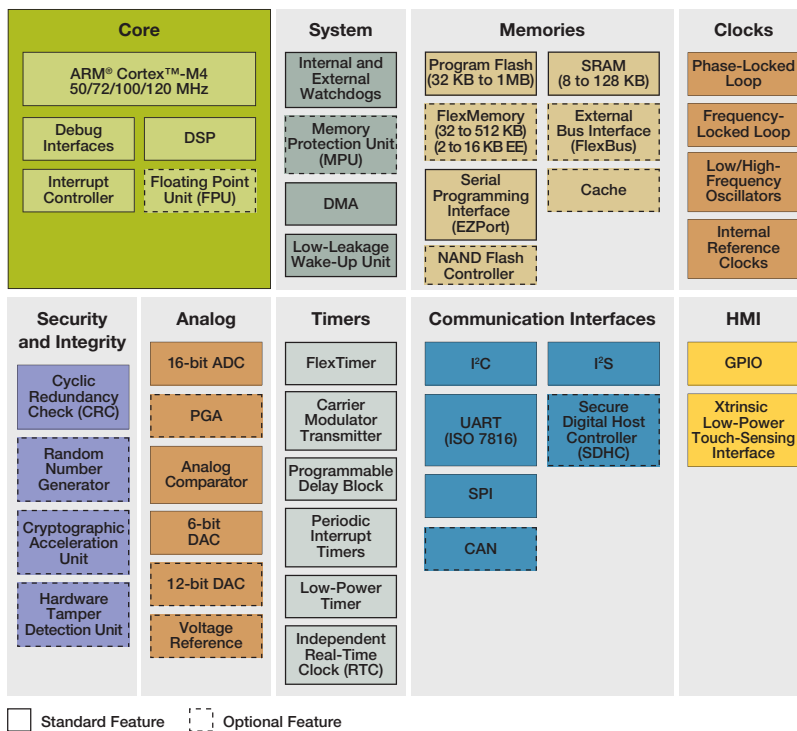 Core
ARM® Cortex™-M4
50/72/100/120 MHz
Debug
Interfaces
DSP
Interrupt
Controller
Floating Point
Unit (FPU)
System
Internal and
External
Watchdogs
Memory
Protection Unit
(MPU)
DMA
Low-Leakage
Wake-Up Unit
Memories
Program Flash
(32 KB to 1MB)
SRAM
(8 to 128 KB)
FlexMemory
(32 to 512 KB)
(2 to 16 KB EE)
External
Bus Interface
(FlexBus)
Serial
Programming
Interface
(EZPort)
Cache
NAND Flash
Controller
Clocks
Phase-Locked
Loop
Frequency-
Locked Loop
Low/High-
Frequency
Oscillators
Internal
Reference
Clocks
Security
and Integrity
Cyclic
Redundancy
Check (CRC)
Random
Number
Generator
Cryptographic
Acceleration
Unit
Hardware
Tamper
Detection Unit
Analog
16-bit ADC
PGA
Analog
Comparator
6-bit
DAC
12-bit DAC
Voltage
Reference
Timers
FlexTimer
Carrier
Modulator
Transmitter
Programmable
Delay Block
Periodic
Interrupt
Timers
Low-Power
Timer
Independent
Real-Time
Clock (RTC)
Communication Interfaces
I²C
I²S
UART
(ISO 7816)
Secure
Digital Host
Controller
(SDHC)
SPI
CAN
HMI
GPIO
Xtrinsic
Low-Power
Touch-Sensing
Interface
Standard Feature
Optional Feature